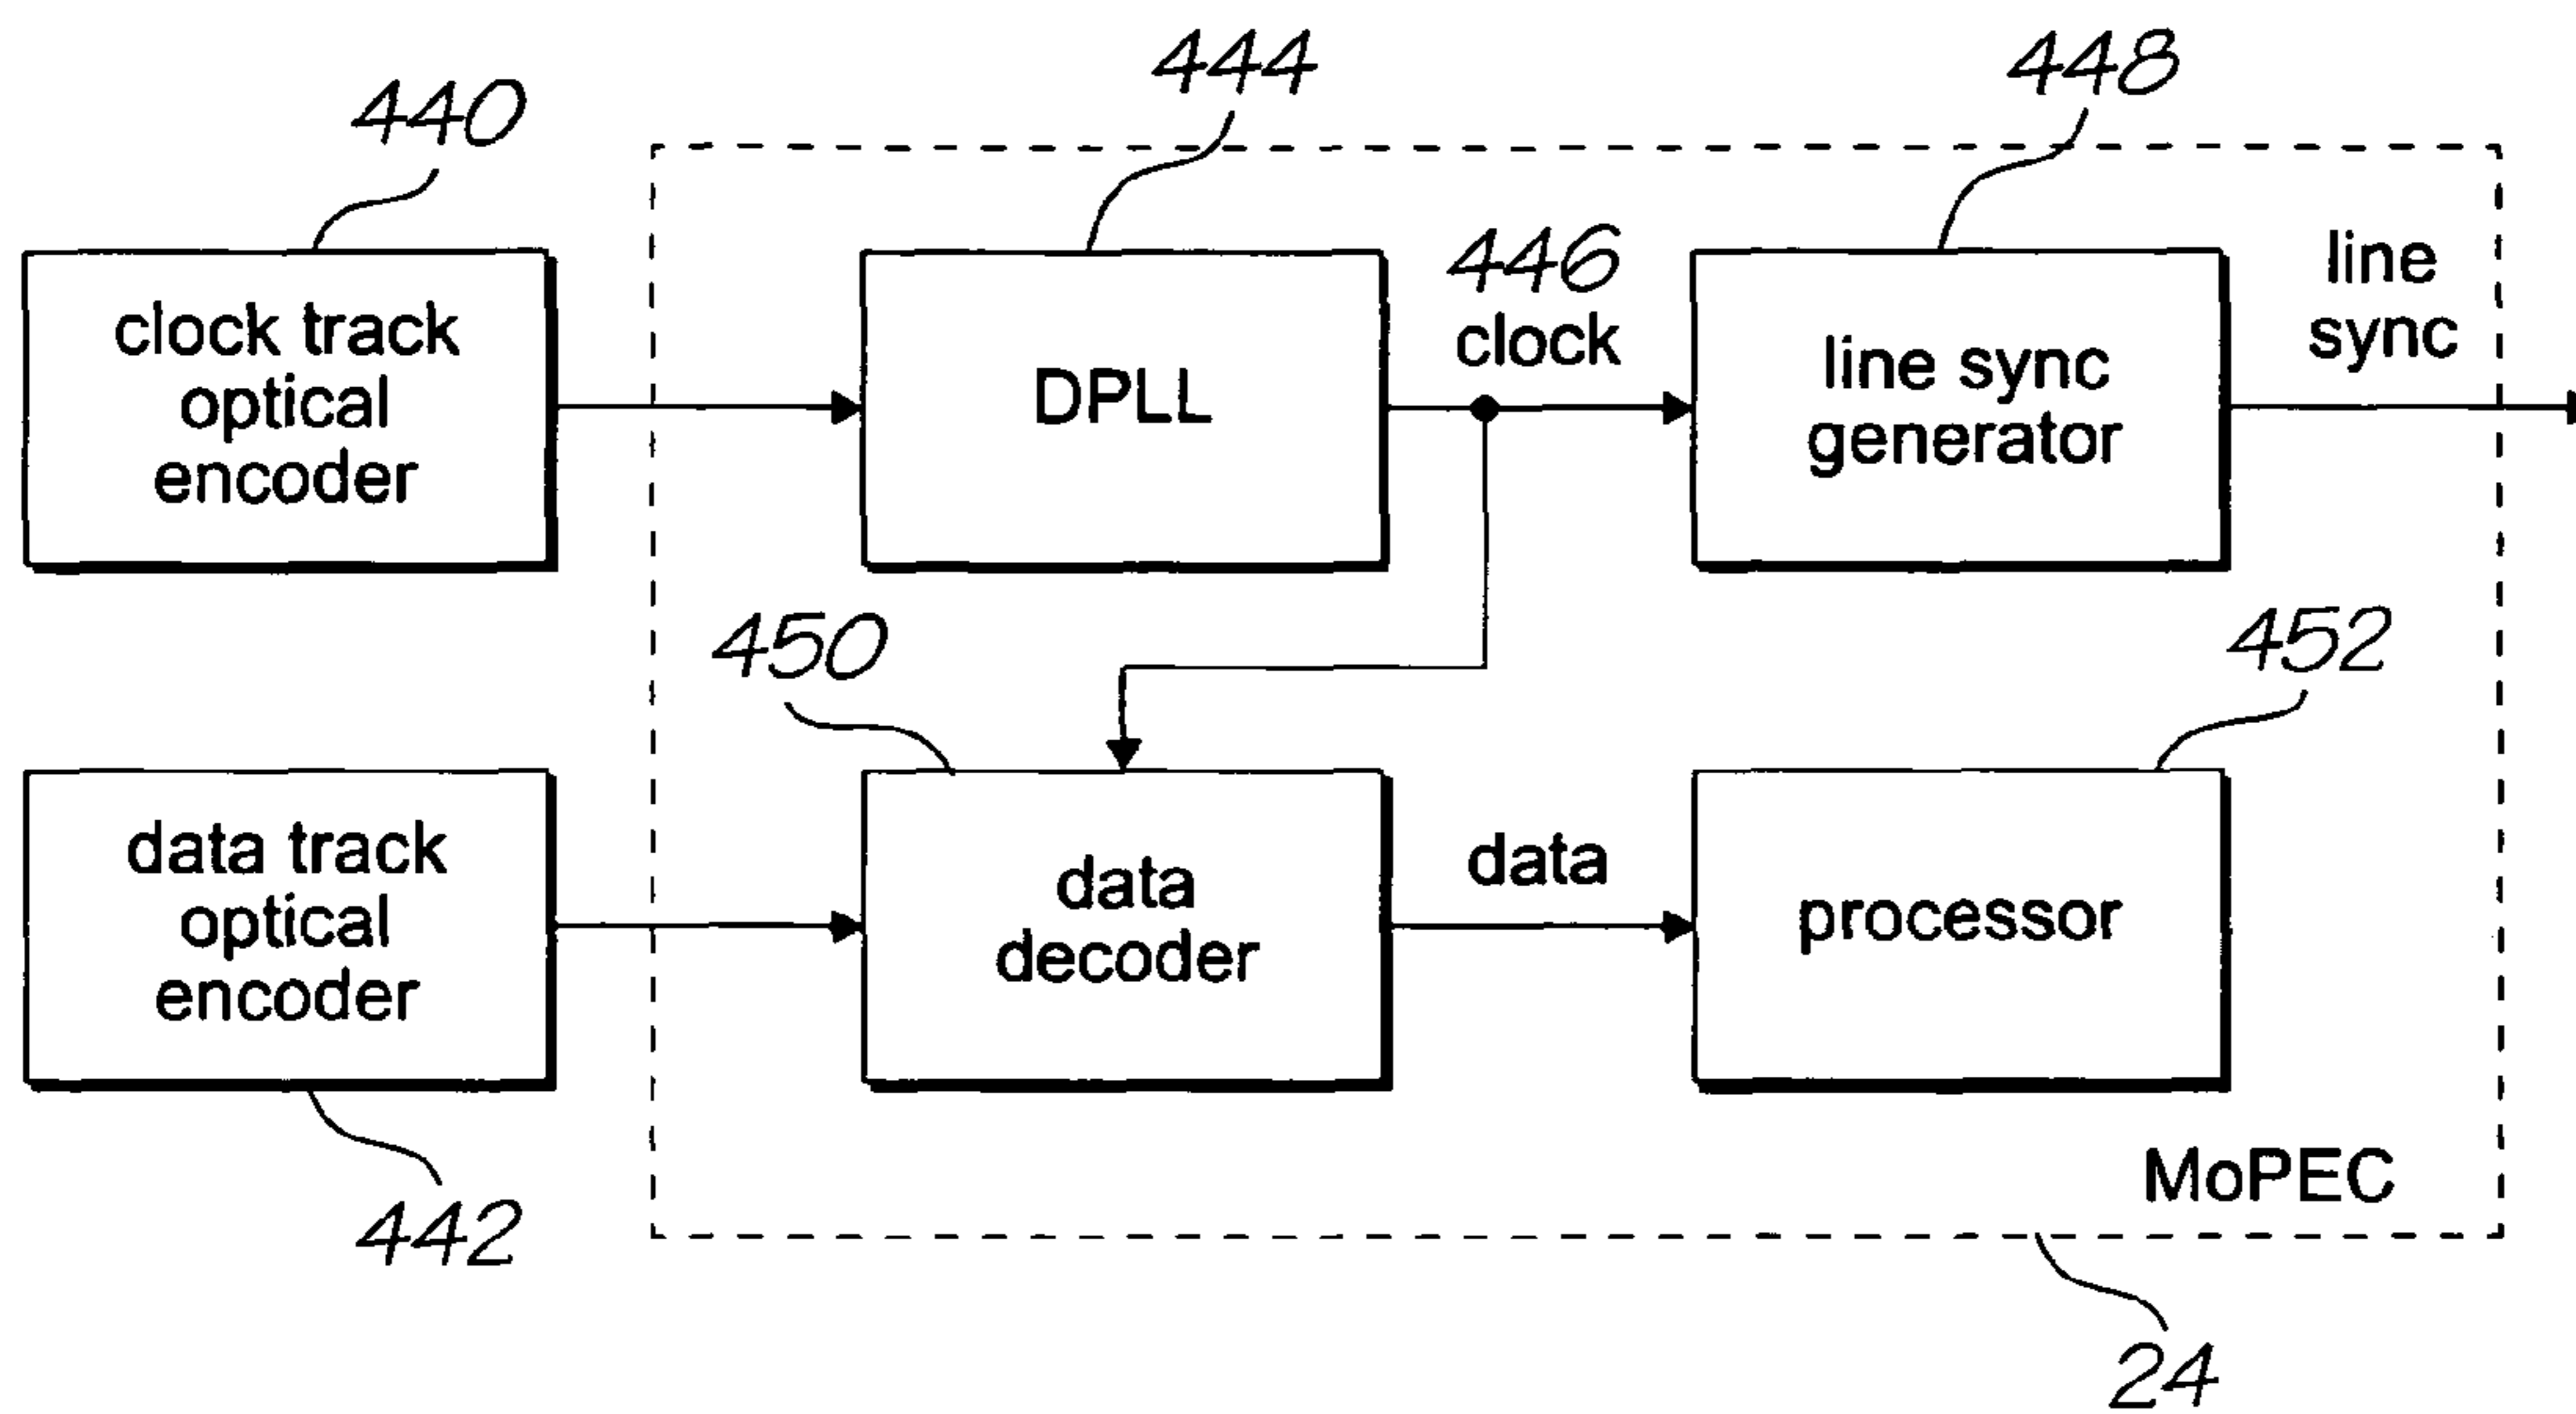 444
448
440
446
clock
line
sync
clock track
optical
encoder
DPLL
line sync
generator
450
452
data track
optical
encoder
data
decoder
data
processor
MoPEC
442
24